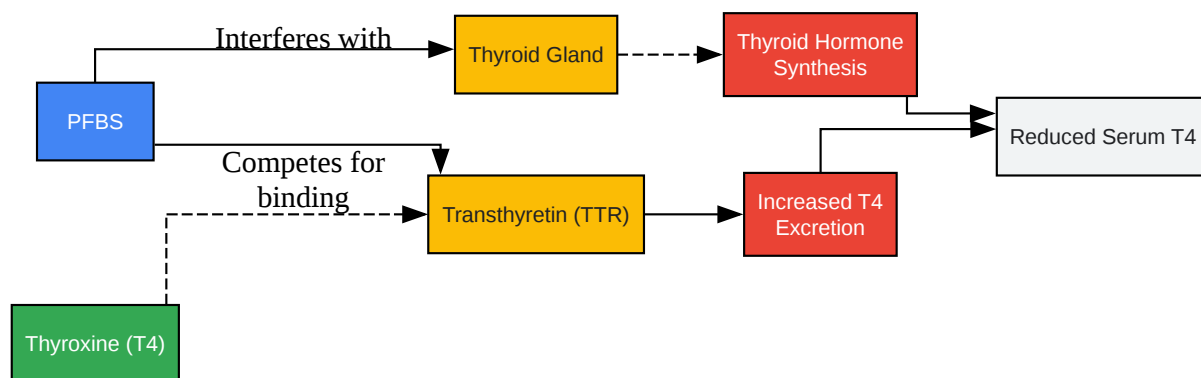 Interferes with
Thyroid Gland
Thyroid Hormone
Synthesis
PFBS
Reduced Serum T4
Competes for
binding
Transthyretin (TTR)
Increased T4
Excretion
Thyroxine (T4)